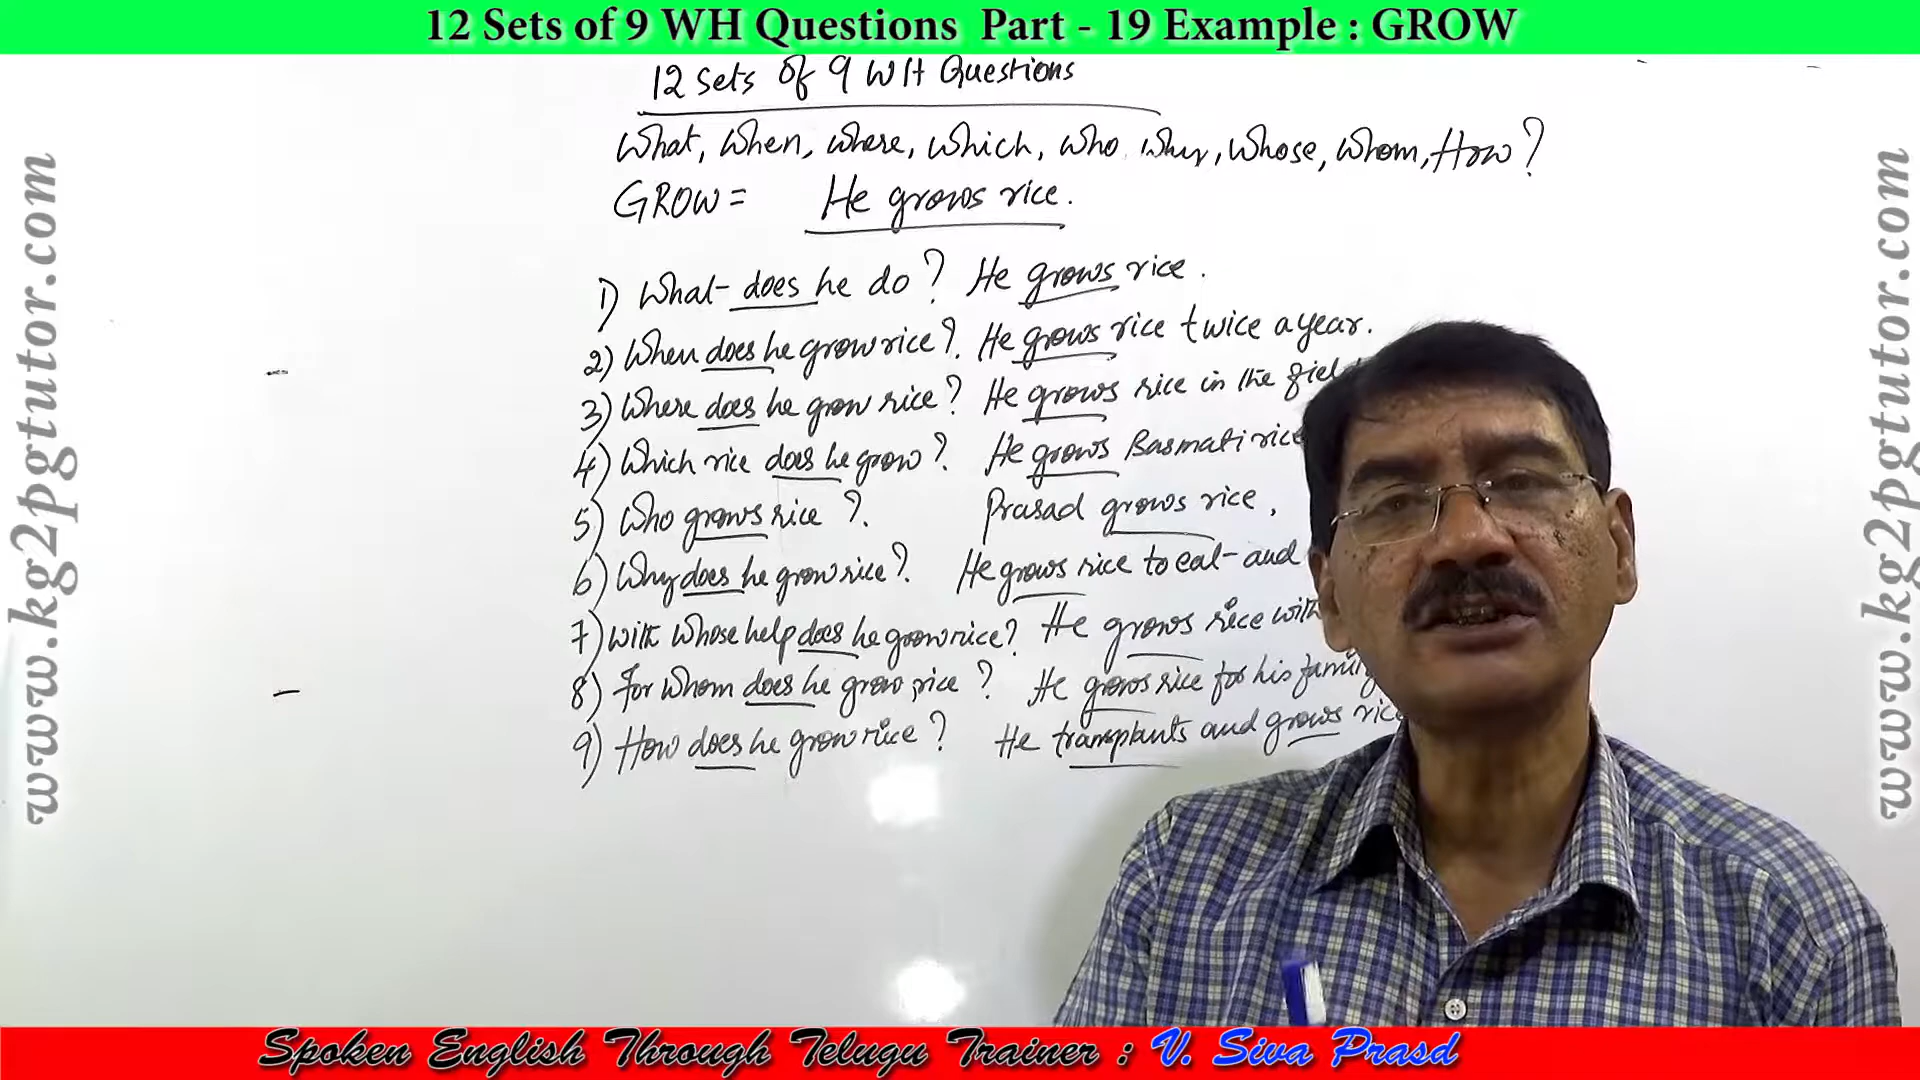 12 Sets of 9 WH Questions Part - 19 Example : GROW
12 Sets of 9 WH Questions
What, When, Where, Which, Who, Why, Whose, Whom, How?
GROW = He grows rice.
1) What does he do? He grows rice.
2) When does he grow rice? He grows rice twice a year.
3) Where does he grow rice? He grows rice in the
4) Which rice does he grow? He grows Basmati rice
5) Who grows rice? Prasad grows rice.
6) Why does he grow rice? He grows rice to eat and
7) With whose help does he grow rice? He grows rice with
8) For whom does he grow rice? He grows rice for his family
9) How does he grow rice? He transplants and grows rice
www.kg2pgtutor.com
www.kg2pgtutor.com
Spoken English Through Telugu Trainer : V. Siva Prasd